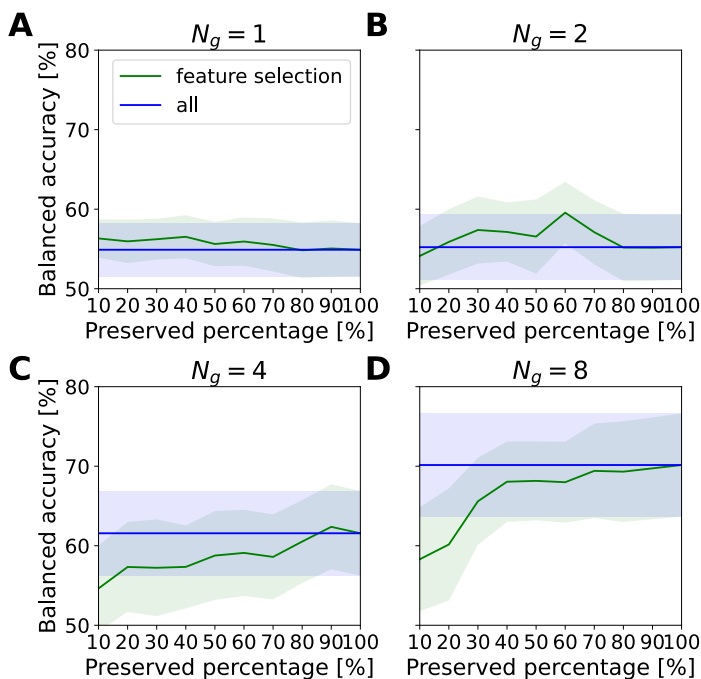 A
N_g = 1
B
N_g = 2
Balanced accuracy [%]
80
70
60
50
feature selection
all
10 20 30 40 50 60 70 80 90 100
Preserved percentage [%]
10 20 30 40 50 60 70 80 90 100
Preserved percentage [%]
C
N_g = 4
D
N_g = 8
Balanced accuracy [%]
80
70
60
50
10 20 30 40 50 60 70 80 90 100
Preserved percentage [%]
10 20 30 40 50 60 70 80 90 100
Preserved percentage [%]